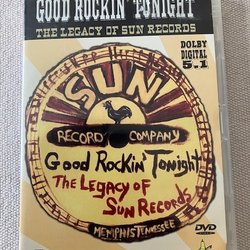 GOOD ROCKIN' TONIGHT
THE LEGACY OF SUN RECORDS
DOLBY
DIGITAL
5.1
SUN
RECORD COMPANY
Good Rockin' Tonight
The Legacy of
Sun Records
MEMPHIS TENNESSEE
DVD